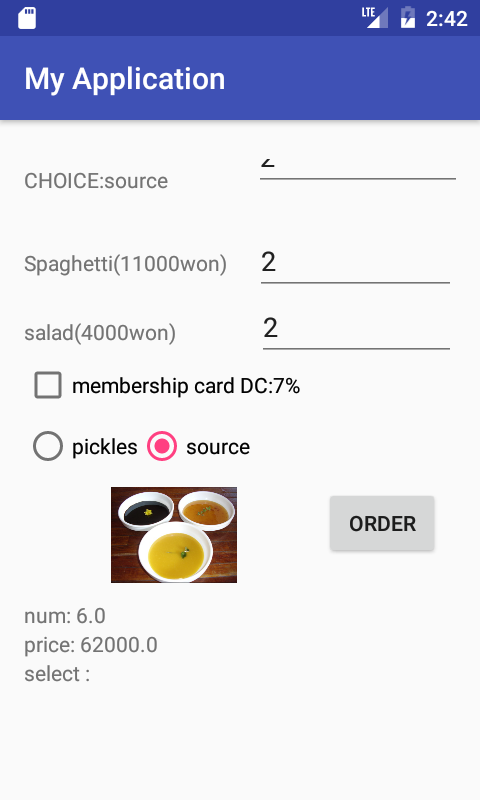 LTE 2:42
My Application
CHOICE:source
Spaghetti(11000won) 2
salad(4000won) 2
membership card DC:7%
pickles source
ORDER
num: 6.0
price: 62000.0
select :